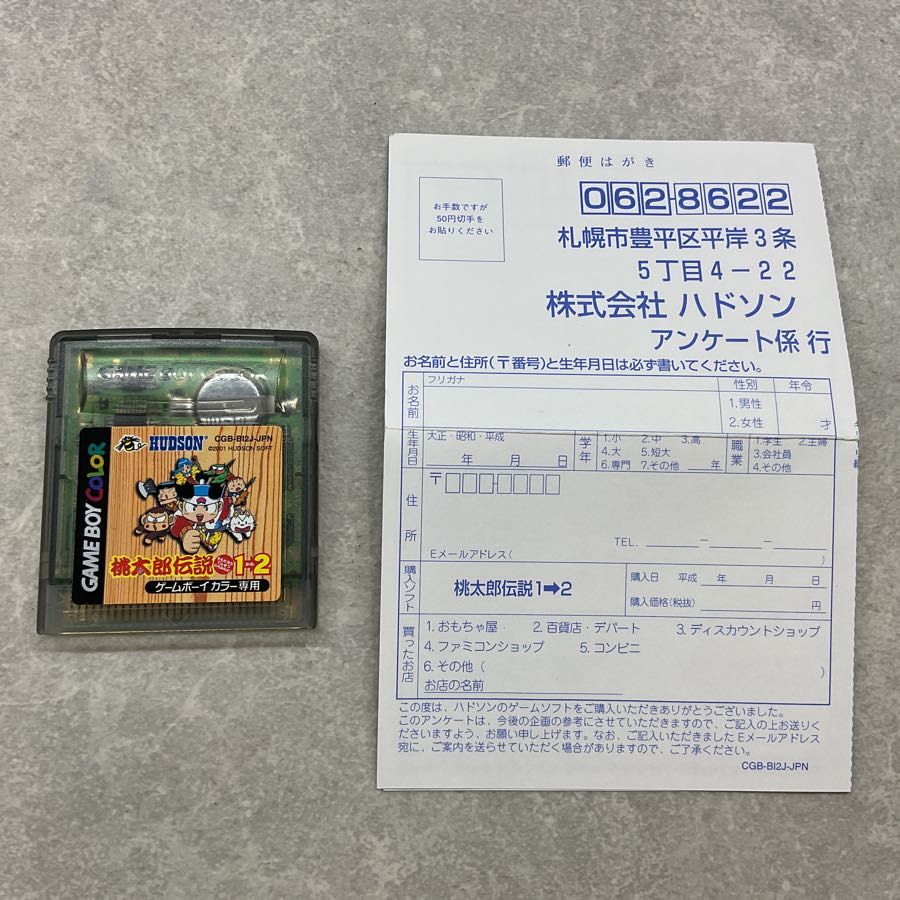 GAME BOY COLOR
GAME BOY COLOR
HUDSON
CGB-BI2J-JPN
©2001 HUDSON SOFT
桃太郎伝説1➡2
ゲームボーイカラー専用
郵便はがき
お手数ですが
50円切手を
お貼りください
062-8622
札幌市豊平区平岸3条
5丁目4-22
株式会社 ハドソン
アンケート係 行
お名前と住所(〒番号)と生年月日は必ず書いてください。
お名前
フリガナ
性別
1.男性
2.女性
年令
才
生年月日
大正・昭和・平成
年 月 日
学年
1.小 2.中 3.高
4.大 5.短大
6.専門 7.その他 年
職業
1.学生 2.主婦
3.会社員
4.その他
住所
〒
TEL. ー ー
Eメールアドレス( )
購入ソフト
桃太郎伝説1➡2
購入日 平成 年 月 日
購入価格(税抜) 円
買ったお店
1.おもちゃ屋 2.百貨店・デパート 3.ディスカウントショップ
4.ファミコンショップ 5.コンビニ
6.その他( )
お店の名前
この度は、ハドソンのゲームソフトをご購入いただきありがとうございました。
このアンケートは、今後の企画の参考にさせていただきますので、ご記入の上お送りく
ださいますよう、お願い申し上げます。なお、ご記入いただきましたEメールアドレス
宛に、ご案内を送らせていただく場合がありますので、ご了承ください。
CGB-BI2J-JPN